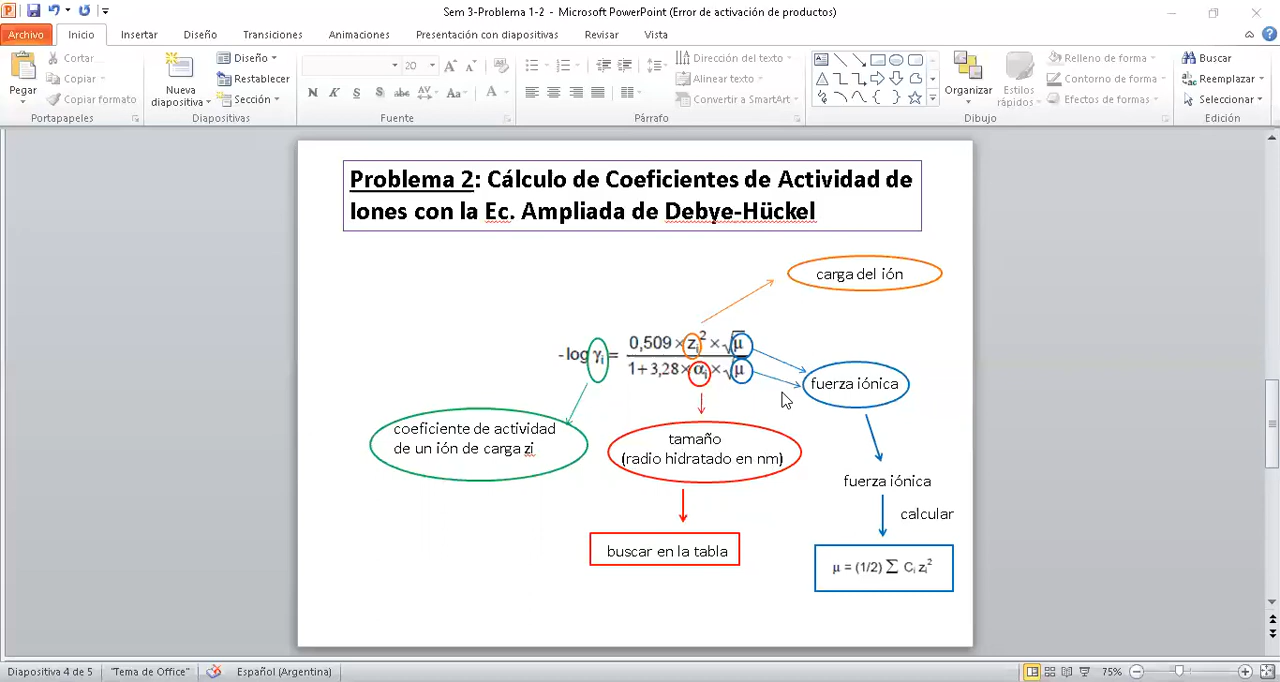 Sem 3-Problema 1-2 - Microsoft PowerPoint (Error de activación de productos)
Archivo Inicio Insertar Diseño Transiciones Animaciones Presentación con diapositivas Revisar Vista
Pegar
Cortar
Copiar
Copiar formato
Portapapeles
Nueva diapositiva
Diseño
Restablecer
Sección
Diapositivas
20
N K S S abc AV Aa A
Fuente
Dirección del texto
Alinear texto
Convertir a SmartArt
Párrafo
Organizar
Estilos rápidos
Relleno de forma
Contorno de forma
Efectos de formas
Dibujo
Buscar
Reemplazar
Seleccionar
Edición
Problema 2: Cálculo de Coeficientes de Actividad de
Iones con la Ec. Ampliada de Debye-Hückel
carga del ión
-log γi = 0,509 × zi² × √μ
1+3,28× αi × √μ
fuerza iónica
coeficiente de actividad
de un ión de carga zi
tamaño
(radio hidratado en nm)
fuerza iónica
calcular
buscar en la tabla
μ = (1/2) ∑ Ci zi²
Diapositiva 4 de 5 "Tema de Office" Español (Argentina) 75%